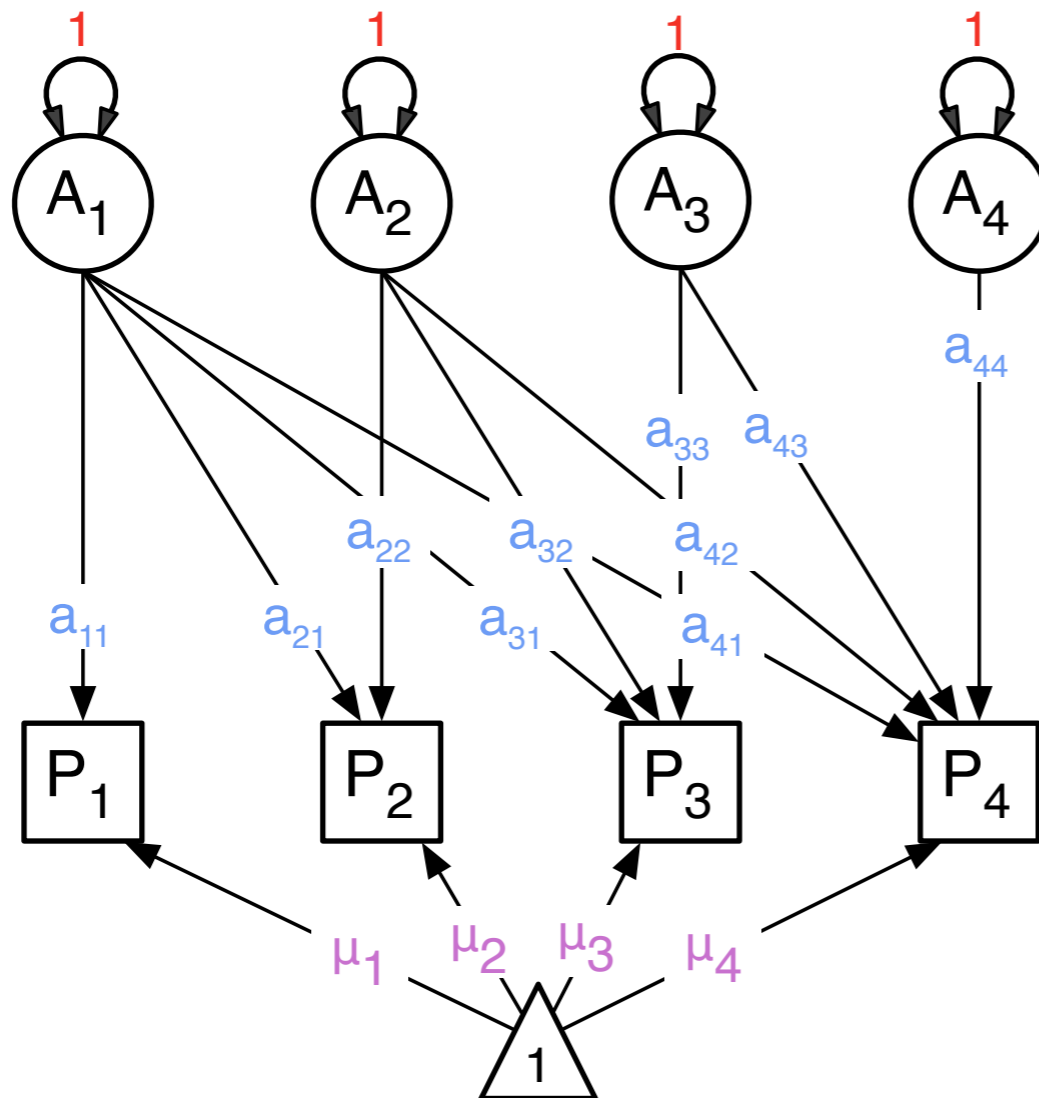 1 1 1 1
A₁ A₂ A₃ A₄
a₄₄
a₃₃ a₄₃
a₂₂ a₃₂ a₄₂
a₁₁ a₂₁ a₃₁ a₄₁
P₁ P₂ P₃ P₄
μ₁ μ₂ μ₃ μ₄
1